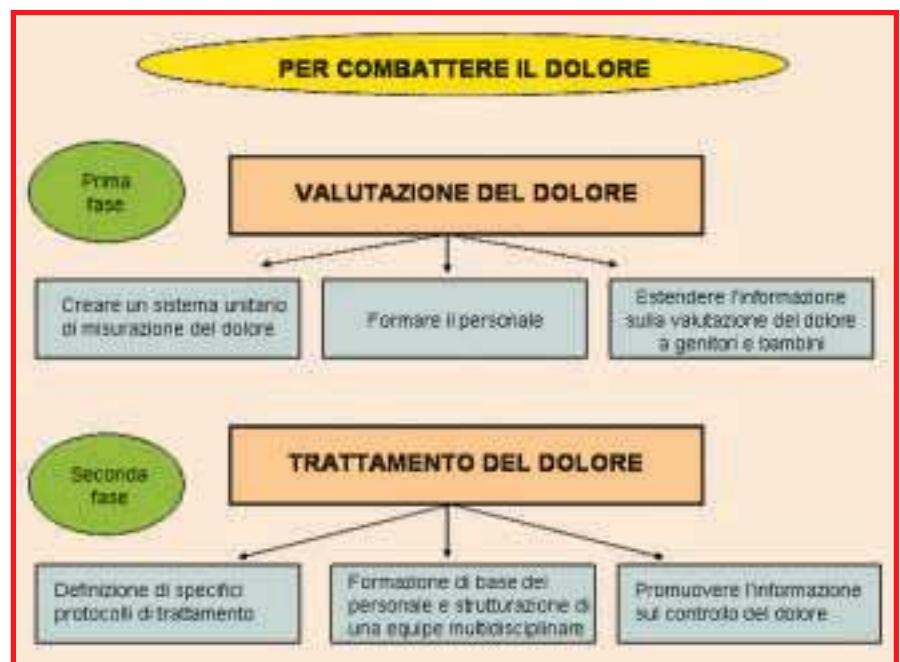 PER COMBATTERE IL DOLORE
Prima
fase
VALUTAZIONE DEL DOLORE
Creare un sistema unitario
di misurazione del dolore
Formare il personale
Estendere l'informazione
sulla valutazione del dolore
a genitori e bambini
Seconda
fase
TRATTAMENTO DEL DOLORE
Definizione di specifici
protocolli di trattamento
Formazione di base del
personale e strutturazione di
una equipe multidisciplinare
Promuovere l'informazione
sul controllo del dolore